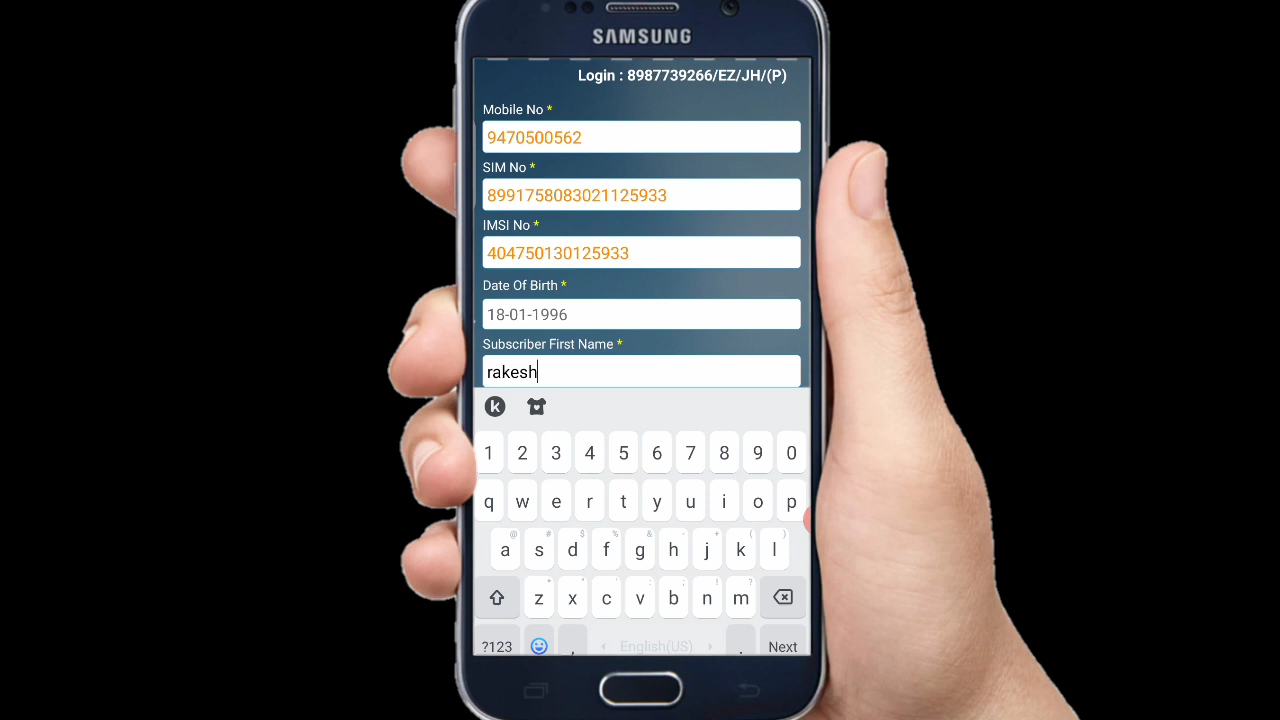 SAMSUNG
Login : 8987739266/EZ/JH/(P)
Mobile No *
9470500562
SIM No *
8991758083021125933
IMSI No *
404750130125933
Date Of Birth *
18-01-1996
Subscriber First Name *
rakesh
1 2 3 4 5 6 7 8 9 0
q w e r t y u i o p
@ # $ % & - + ( )
a s d f g h j k l
* " ' : ; ! ?
z x c v b n m
?123 , English(US) . Next